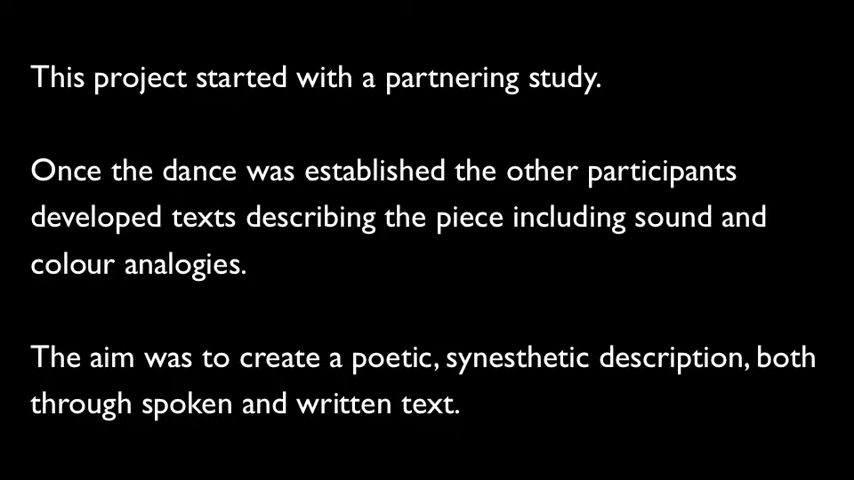 This project started with a partnering study.
Once the dance was established the other participants
developed texts describing the piece including sound and
colour analogies.
The aim was to create a poetic, synesthetic description, both
through spoken and written text.